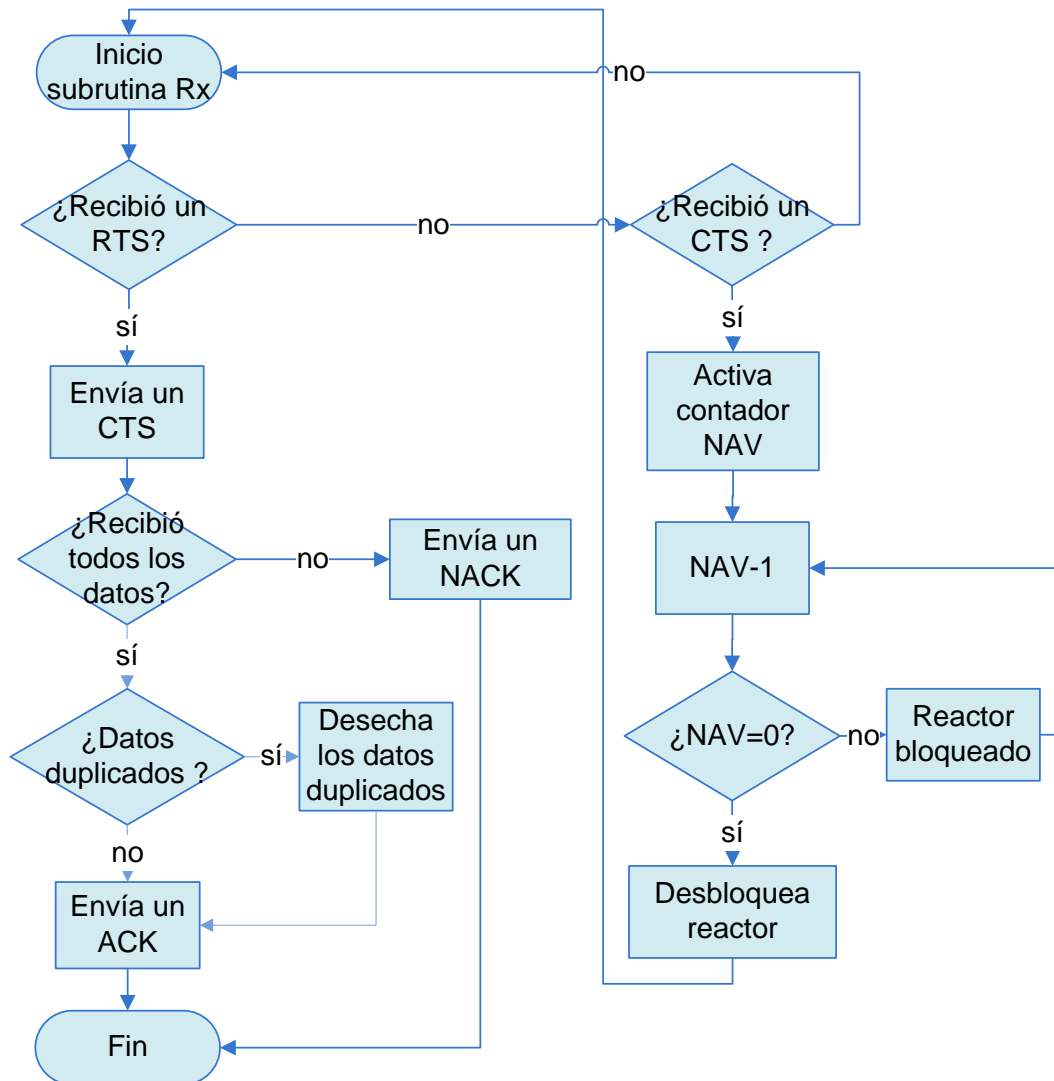 Inicio
subrutina Rx
no
¿Recibió un
RTS?
no
¿Recibió un
CTS ?
sí
sí
Envía un
CTS
Activa
contador
NAV
¿Recibió
todos los
datos?
no
Envía un
NACK
NAV-1
sí
¿Datos
duplicados ?
sí
Desecha
los datos
duplicados
¿NAV=0?
no
Reactor
bloqueado
no
sí
Envía un
ACK
Desbloquea
reactor
Fin